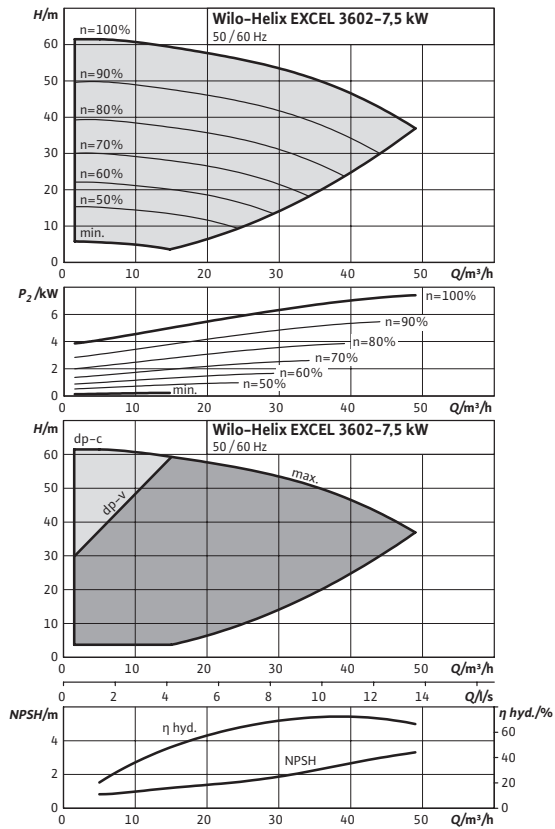 H/m
Wilo-Helix EXCEL 3602-7,5 kW
50 / 60 Hz
n=100%
60
n=90%
50
n=80%
40
n=70%
30
n=60%
20
n=50%
10
min.
0
0 10 20 30 40 50 Q/m³/h
P₂/kW
n=100%
6
n=90%
4
n=80%
n=70%
2
n=60%
n=50%
min.
0
0 10 20 30 40 50 Q/m³/h
H/m
Wilo-Helix EXCEL 3602-7,5 kW
50 / 60 Hz
dp-c
60
max.
50
dp-v
40
30
20
10
0
0 10 20 30 40 50 Q/m³/h
0 2 4 6 8 10 12 14 Q/l/s
NPSH/m
η hyd./%
η hyd.
60
4
40
NPSH
2
20
0
0
0 10 20 30 40 50 Q/m³/h